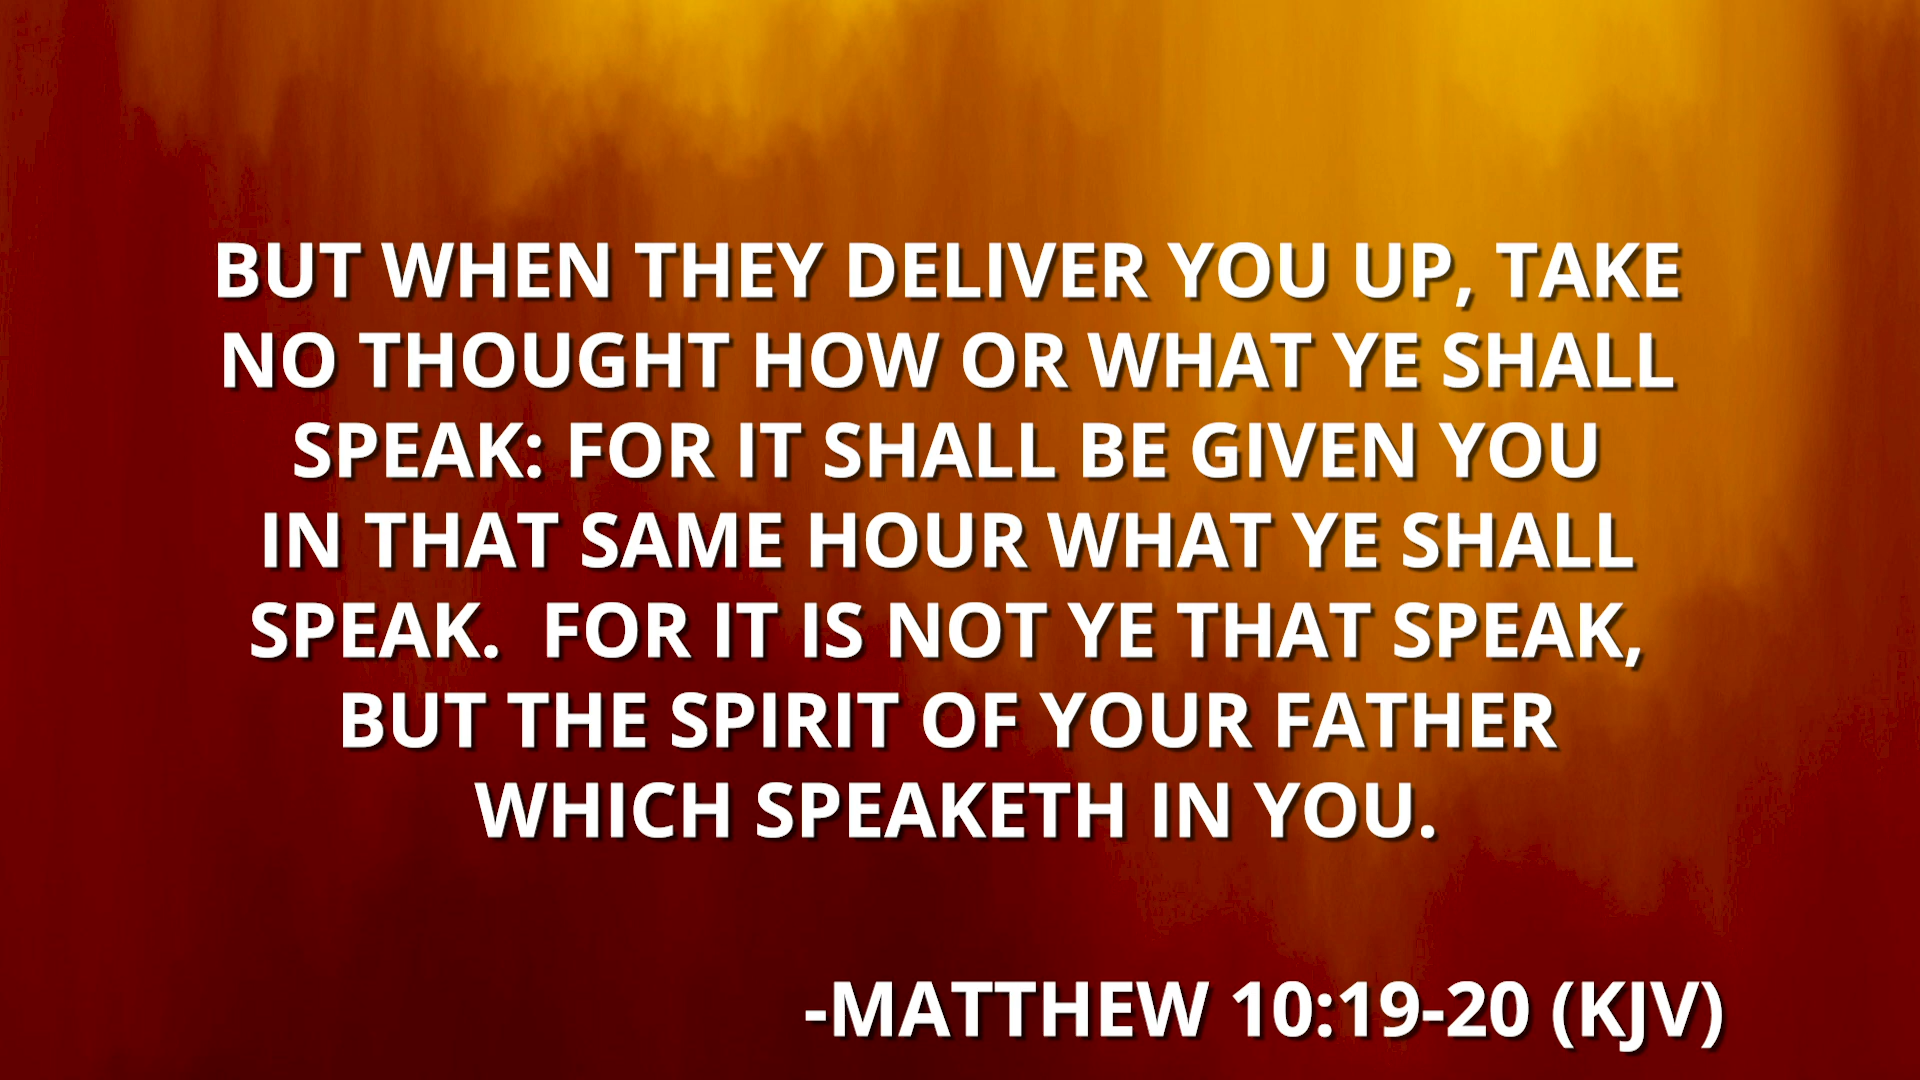 BUT WHEN THEY DELIVER YOU UP, TAKE
NO THOUGHT HOW OR WHAT YE SHALL
SPEAK: FOR IT SHALL BE GIVEN YOU
IN THAT SAME HOUR WHAT YE SHALL
SPEAK.  FOR IT IS NOT YE THAT SPEAK,
BUT THE SPIRIT OF YOUR FATHER
WHICH SPEAKETH IN YOU.
-MATTHEW 10:19-20 (KJV)